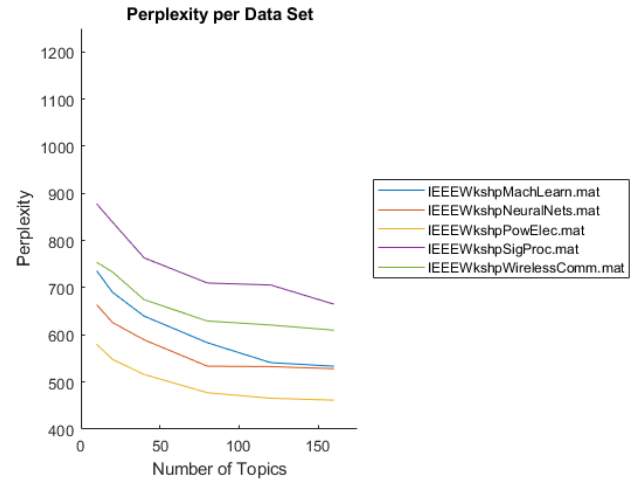 Perplexity per Data Set
1200
1100
1000
900
800
700
600
500
400
Perplexity
0
50
100
150
Number of Topics
IEEEWkshpMachLearn.mat
IEEEWkshpNeuralNets.mat
IEEEWkshpPowElec.mat
IEEEWkshpSigProc.mat
IEEEWkshpWirelessComm.mat